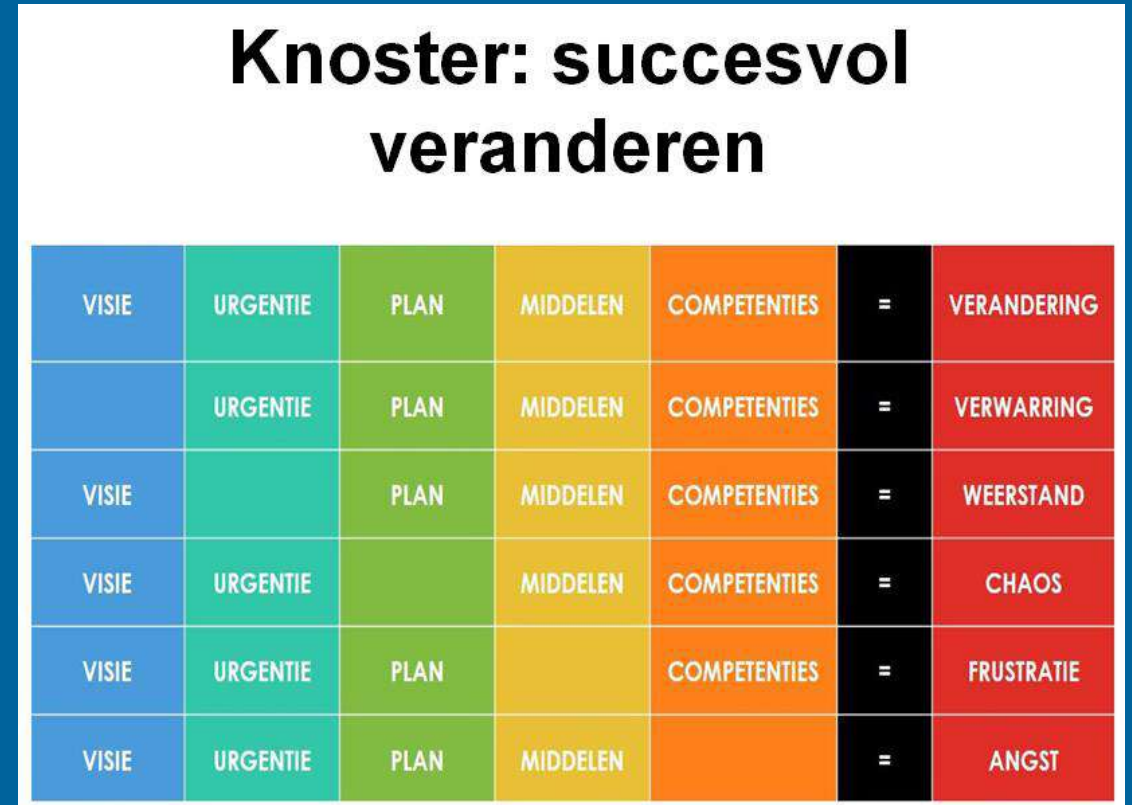 Knoster: succesvol
veranderen
VISIE URGENTIE PLAN MIDDELEN COMPETENTIES = VERANDERING
URGENTIE PLAN MIDDELEN COMPETENTIES = VERWARRING
VISIE PLAN MIDDELEN COMPETENTIES = WEERSTAND
VISIE URGENTIE MIDDELEN COMPETENTIES = CHAOS
VISIE URGENTIE PLAN COMPETENTIES = FRUSTRATIE
VISIE URGENTIE PLAN MIDDELEN = ANGST